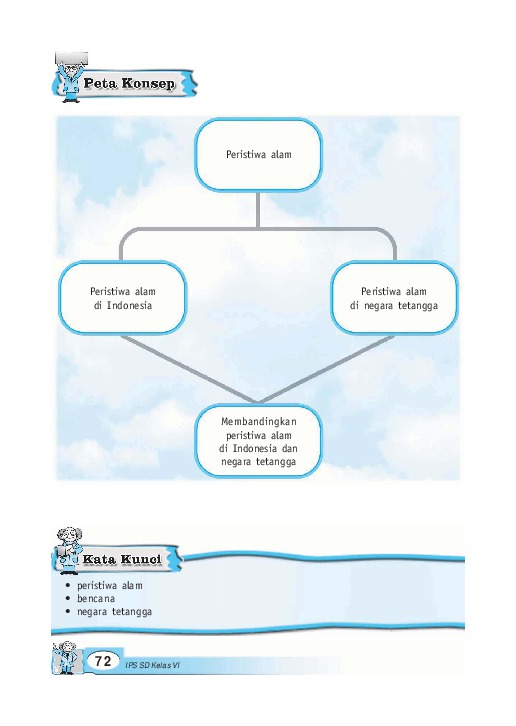 Peta Konsep
Peristiwa alam
Peristiwa alam
di Indonesia
Peristiwa alam
di negara tetangga
Membandingkan
peristiwa alam
di Indonesia dan
negara tetangga
Kata Kunci
• peristiwa alam
• bencana
• negara tetangga
72
IPS SD Kelas VI